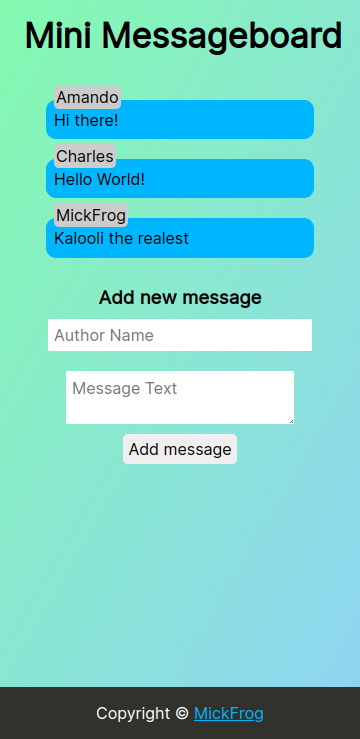 Mini Messageboard
Amando
Hi there!
Charles
Hello World!
MickFrog
Kalooli the realest
Add new message
Author Name
Message Text
Add message
Copyright © MickFrog